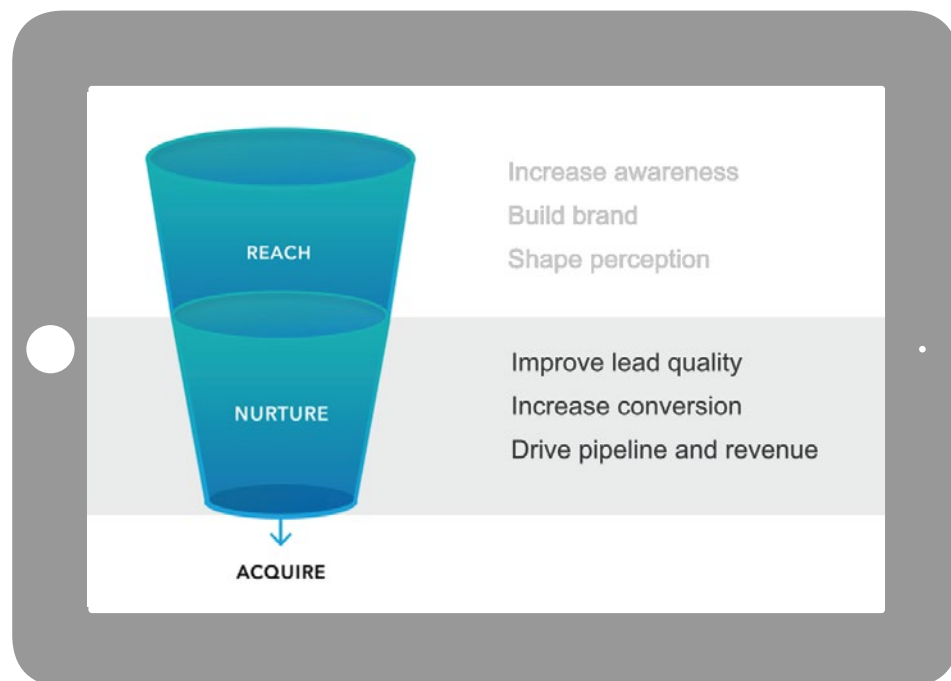 REACH
Increase awareness
Build brand
Shape perception
NURTURE
Improve lead quality
Increase conversion
Drive pipeline and revenue
ACQUIRE